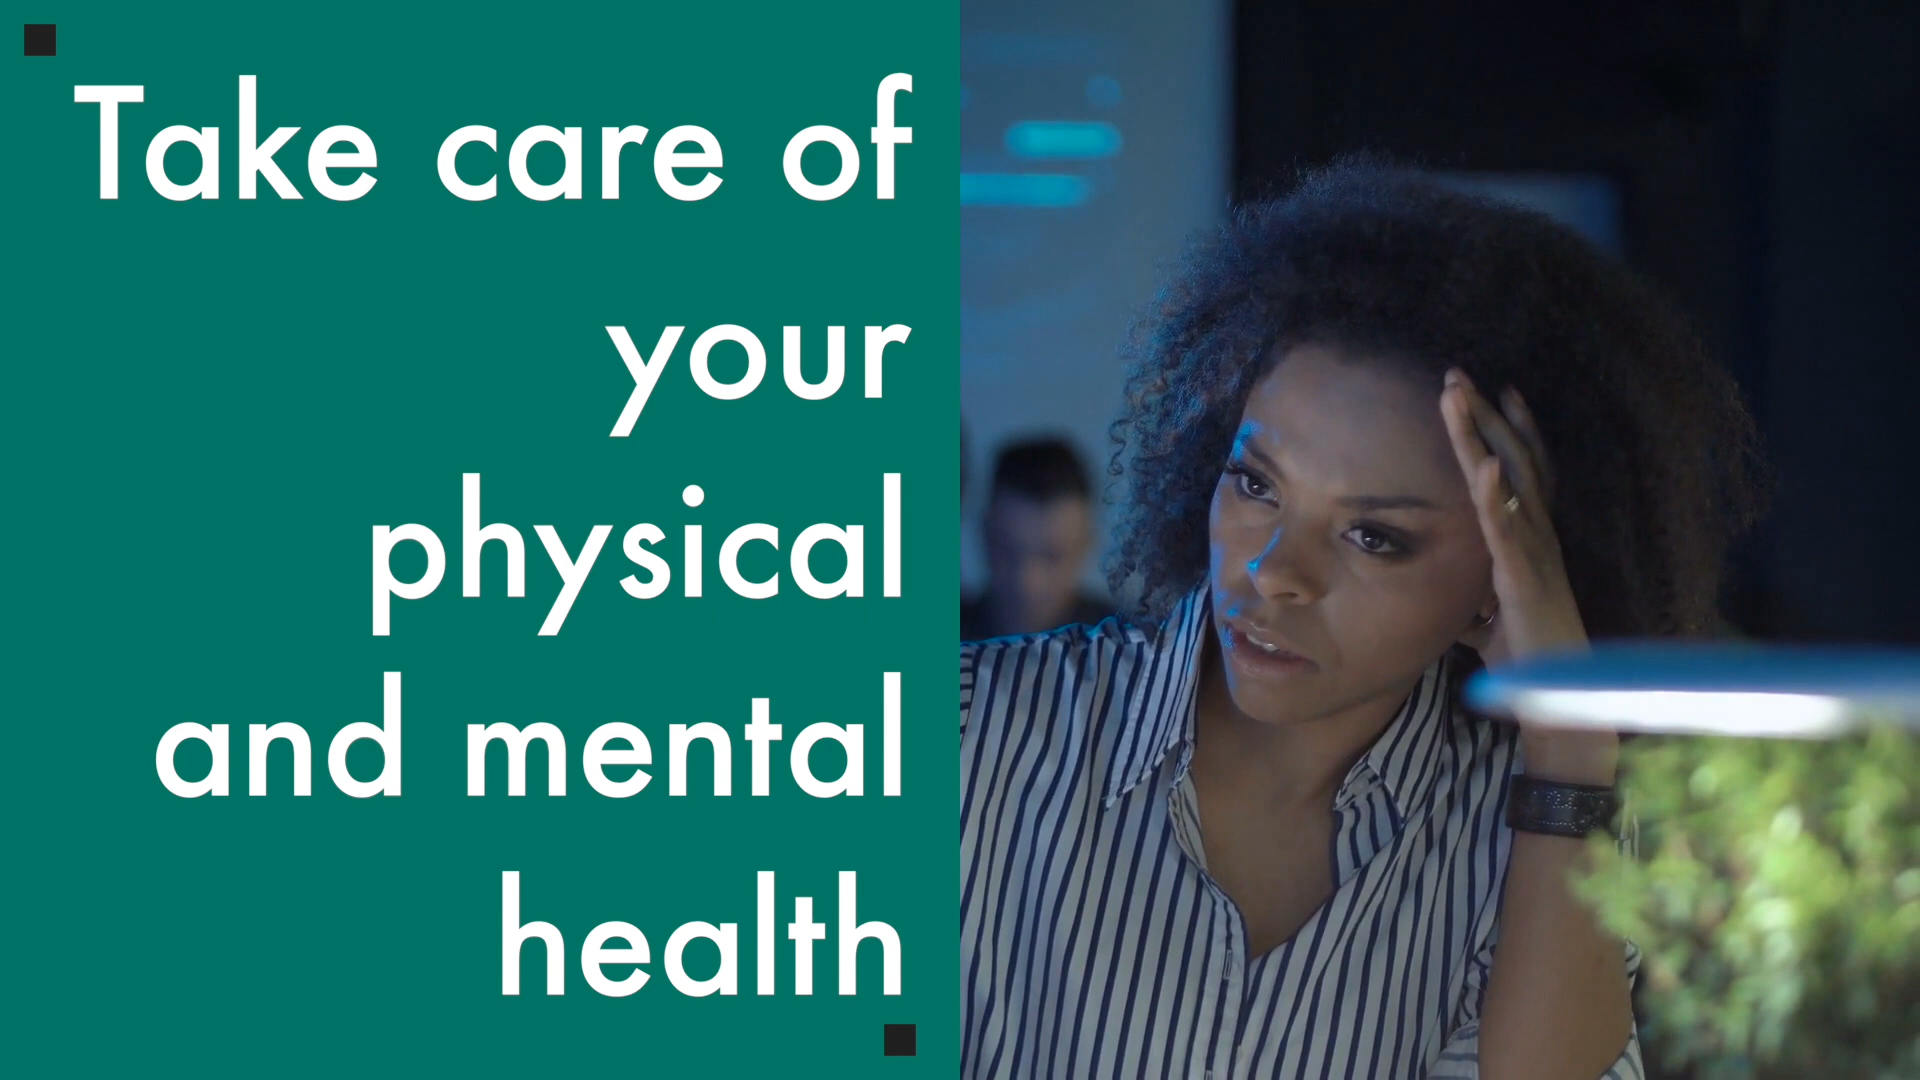 Take care of
your
physical
and mental
health